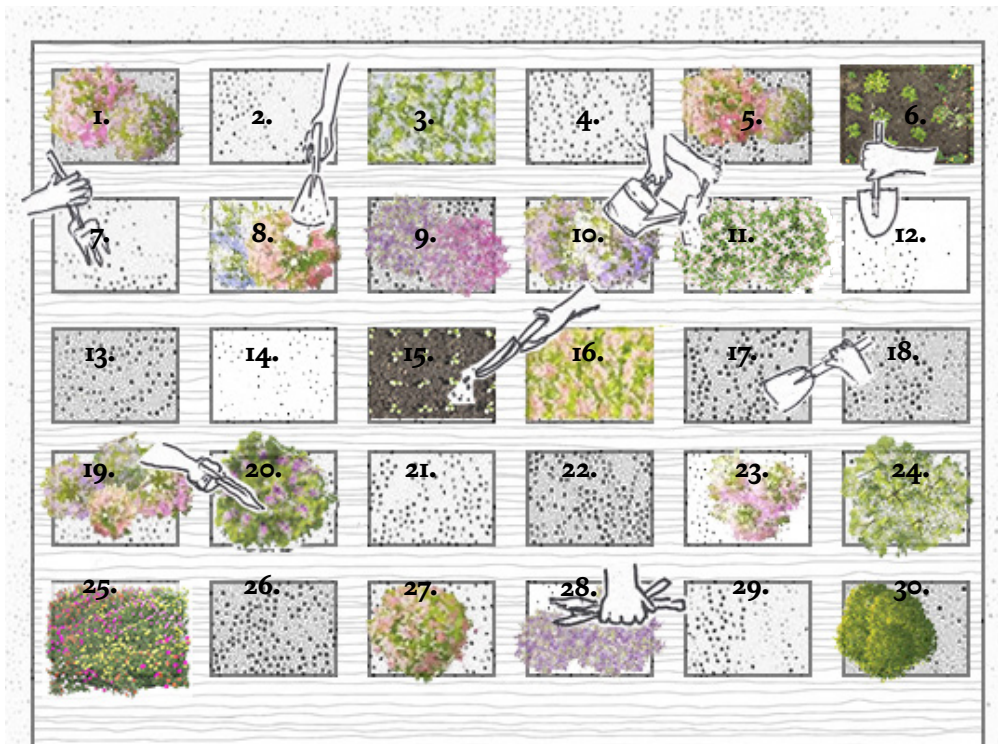 1. 2. 3. 4. 5. 6.
7. 8. 9. 10. 11. 12.
13. 14. 15. 16. 17. 18.
19. 20. 21. 22. 23. 24.
25. 26. 27. 28. 29. 30.